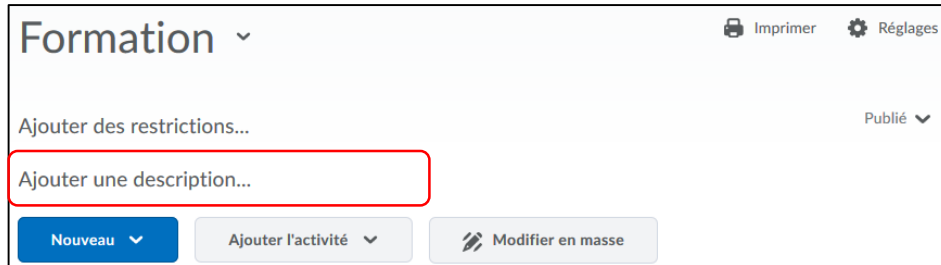 Formation
Imprimer Réglages
Ajouter des restrictions...
Publié
Ajouter une description...
Nouveau Ajouter l'activité Modifier en masse